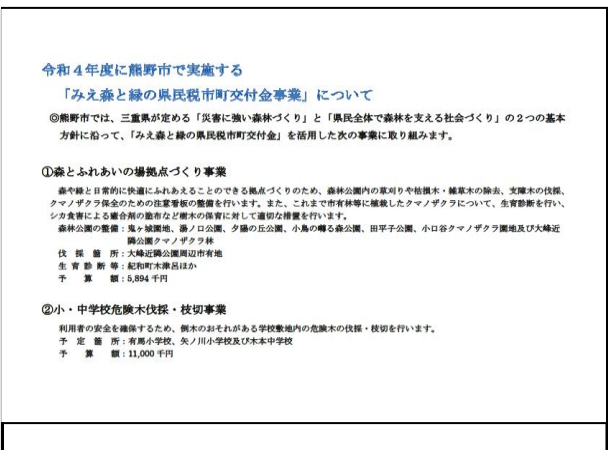 令和４年度に熊野市で実施する
「みえ森と緑の県民税市町交付金事業」について
◎熊野市では、三重県が定める「災害に強い森林づくり」と「県民全体で森林を支える社会づくり」の２つの基本
方針に沿って、「みえ森と緑の県民税市町交付金」を活用した次の事業に取り組みます。
①森とふれあいの場拠点づくり事業
森や緑と日常的に快適にふれあえることのできる拠点づくりのため、森林公園内の草刈りや枯損木・雑草木の除去、支障木の伐採、
クマノザクラ保全のための注意看板の整備を行います。また、これまで市有林等に植栽したクマノザクラについて、生育診断を行い、
シカ食害による癒合剤の塗布など樹木の保育に対して適切な措置を行います。
森林公園の整備：鬼ヶ城園地、湯ノ口公園、夕陽の丘公園、小鳥の囀る森公園、田平子公園、小口谷クマノザクラ園地及び大峰近
隣公園クマノザクラ林
伐採箇所：大峰近隣公園周辺市有地
生育診断等：紀和町木津呂ほか
予算額：5,894 千円
②小・中学校危険木伐採・枝切事業
利用者の安全を確保するため、倒木のおそれがある学校敷地内の危険木の伐採・枝切を行います。
予定箇所：有馬小学校、矢ノ川小学校及び木本中学校
予算額：11,000 千円